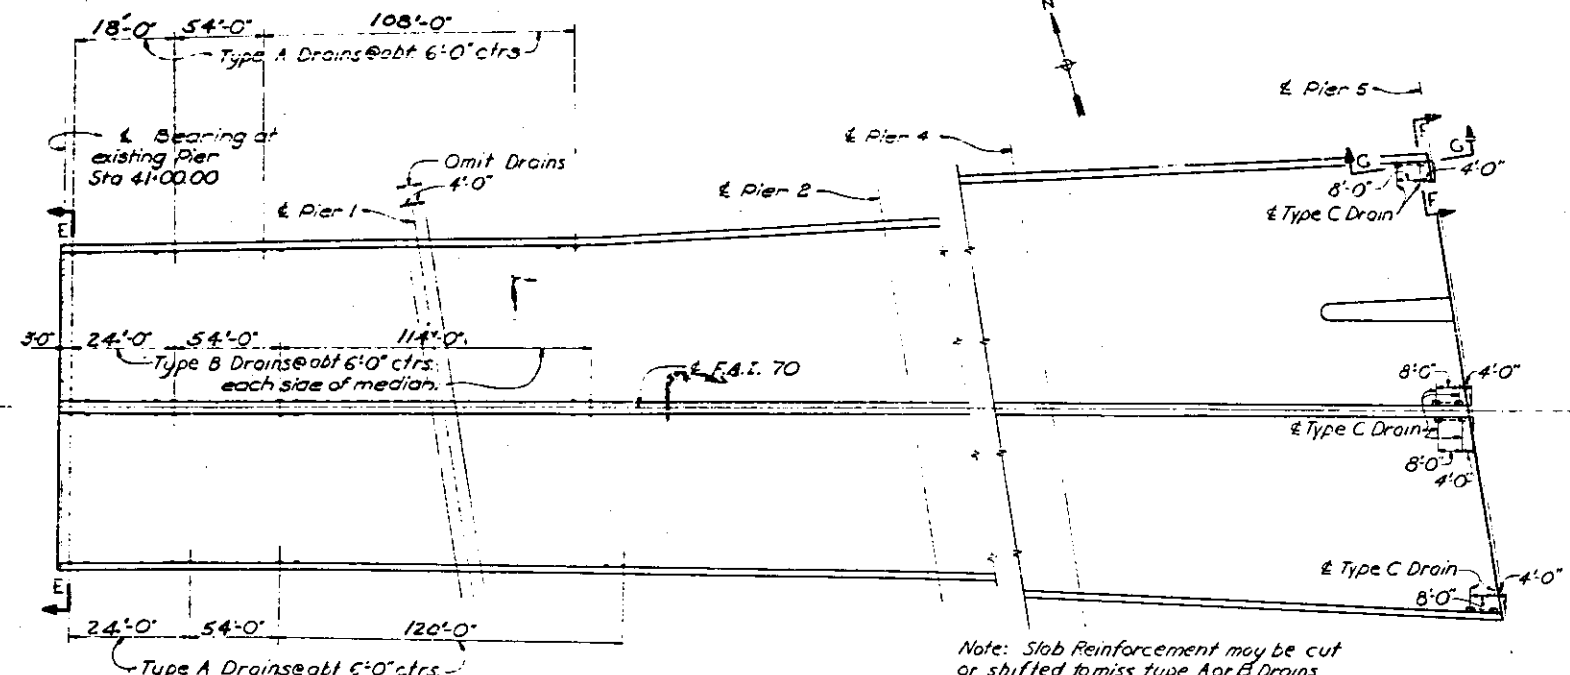 18'-0" 54'-0" 108'-0"
Type A Drains@abt. 6'-0" ctrs
N
℄ Pier 5
℄ Bearing at
existing Pier
Sta 41+00.00
℄ Pier 4
F
G
Omit Drains
4'-0"
G
4'-0"
8'-0"
℄ Pier 2
℄ Type C Drain
F
℄ Pier 1
E
3'-0" 24'-0" 54'-0" 114'-0"
Type B Drains@abt 6'-0" ctrs.
each side of median.
℄ F.A.I. 70
8'-0" 4'-0"
℄ Type C Drain
8'-0"
4'-0"
℄ Type C Drain
4'-0"
8'-0"
E
24'-0" 54'-0" 120'-0"
Type A Drains@abt 6'-0" ctrs.
Note: Slab Reinforcement may be cut
or shifted to miss type A or B Drains